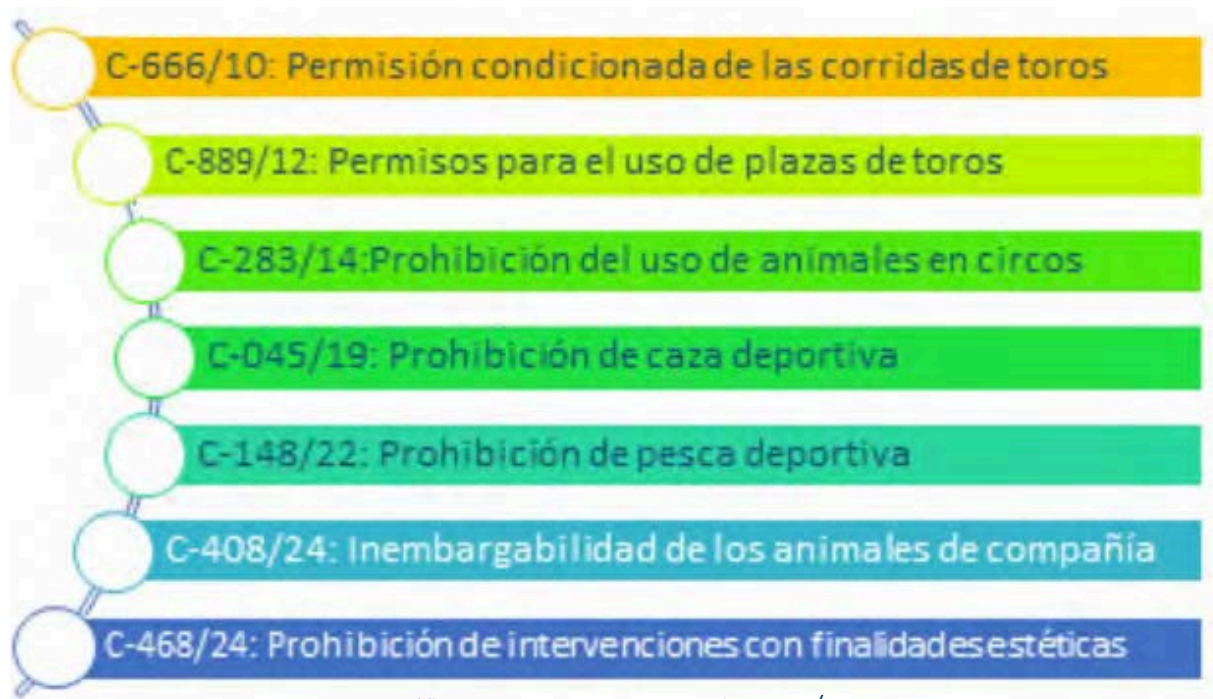 C-666/10: Permisión condicionada de las corridas de toros
C-889/12: Permisos para el uso de plazas de toros
C-283/14:Prohibición del uso de animales en circos
C-045/19: Prohibición de caza deportiva
C-148/22: Prohibición de pesca deportiva
C-408/24: Inembargabilidad de los animales de compañía
C-468/24: Prohibición de intervenciones con finalidades estéticas